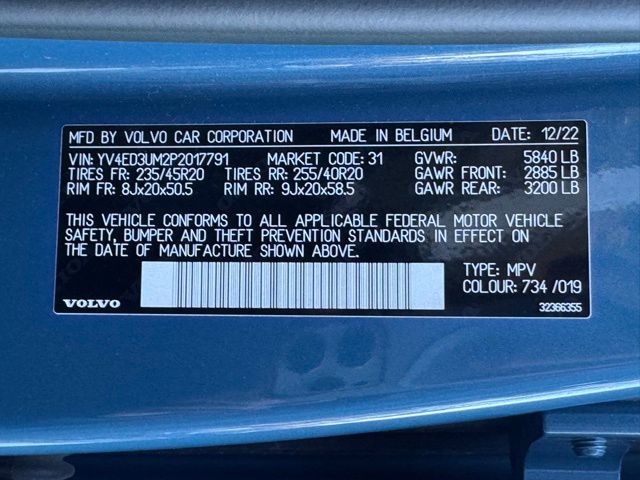 MFD BY VOLVO CAR CORPORATION MADE IN BELGIUM DATE: 12/22
VIN: YV4ED3UM2P2017791 MARKET CODE: 31 GVWR: 5840 LB
TIRES FR: 235/45R20 TIRES RR: 255/40R20 GAWR FRONT: 2885 LB
RIM FR: 8Jx20x50.5 RIM RR: 9Jx20x58.5 GAWR REAR: 3200 LB
THIS VEHICLE CONFORMS TO ALL APPLICABLE FEDERAL MOTOR VEHICLE
SAFETY, BUMPER AND THEFT PREVENTION STANDARDS IN EFFECT ON
THE DATE OF MANUFACTURE SHOWN ABOVE.
TYPE: MPV
COLOUR: 734 /019
VOLVO 32366355